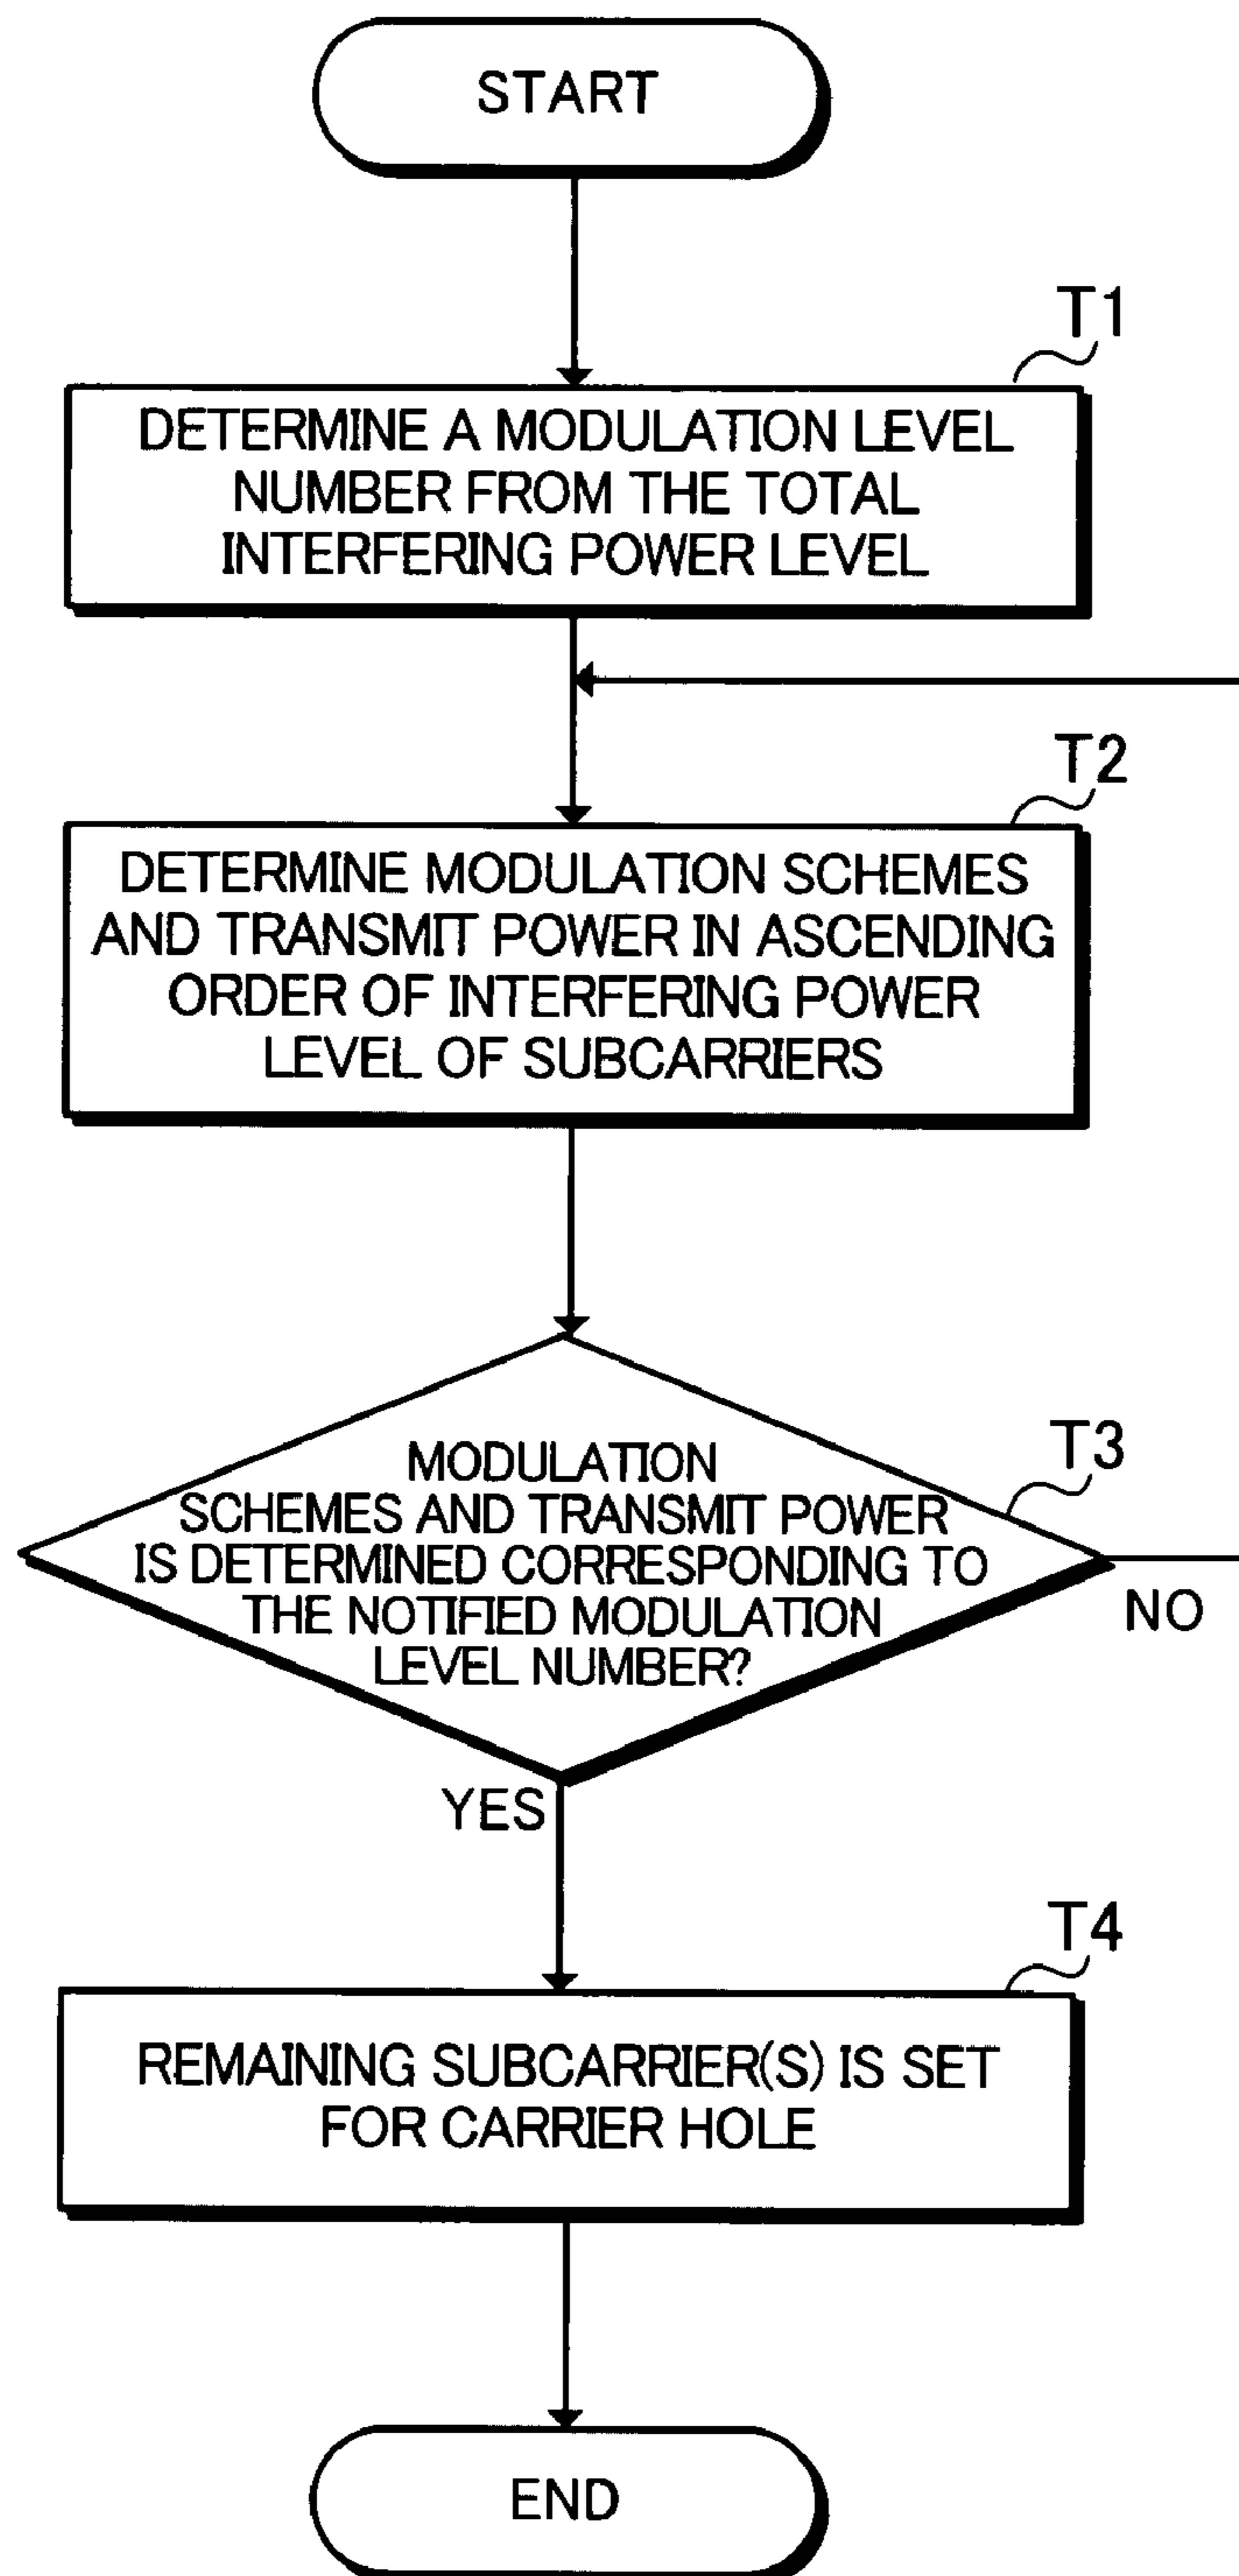 START
T1
DETERMINE A MODULATION LEVEL
NUMBER FROM THE TOTAL
INTERFERING POWER LEVEL
T2
DETERMINE MODULATION SCHEMES
AND TRANSMIT POWER IN ASCENDING
ORDER OF INTERFERING POWER
LEVEL OF SUBCARRIERS
T3
MODULATION
SCHEMES AND TRANSMIT POWER
IS DETERMINED CORRESPONDING TO
THE NOTIFIED MODULATION
LEVEL NUMBER?
NO
YES
T4
REMAINING SUBCARRIER(S) IS SET
FOR CARRIER HOLE
END